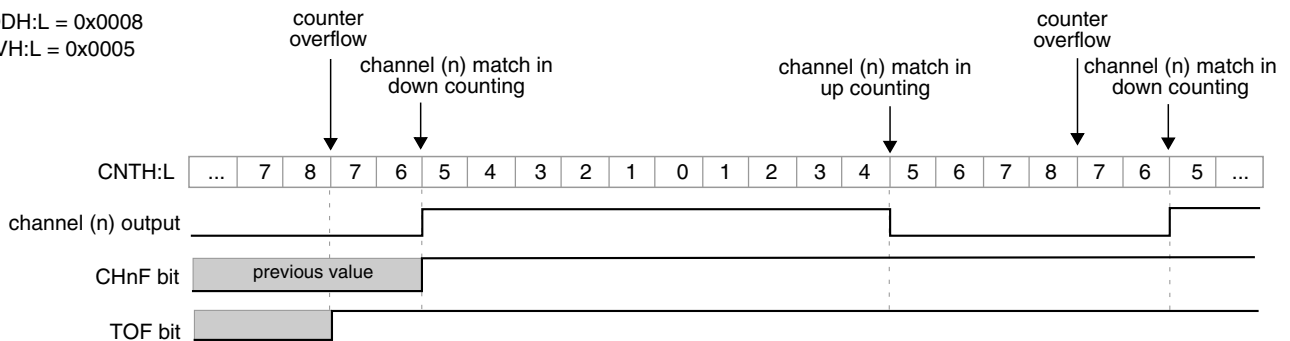 DH:L = 0x0008
VH:L = 0x0005
counter
overflow
channel (n) match in
down counting
channel (n) match in
up counting
counter
overflow
channel (n) match in
down counting
CNTH:L ... 7 8 7 6 5 4 3 2 1 0 1 2 3 4 5 6 7 8 7 6 5 ...
channel (n) output
CHnF bit previous value
TOF bit